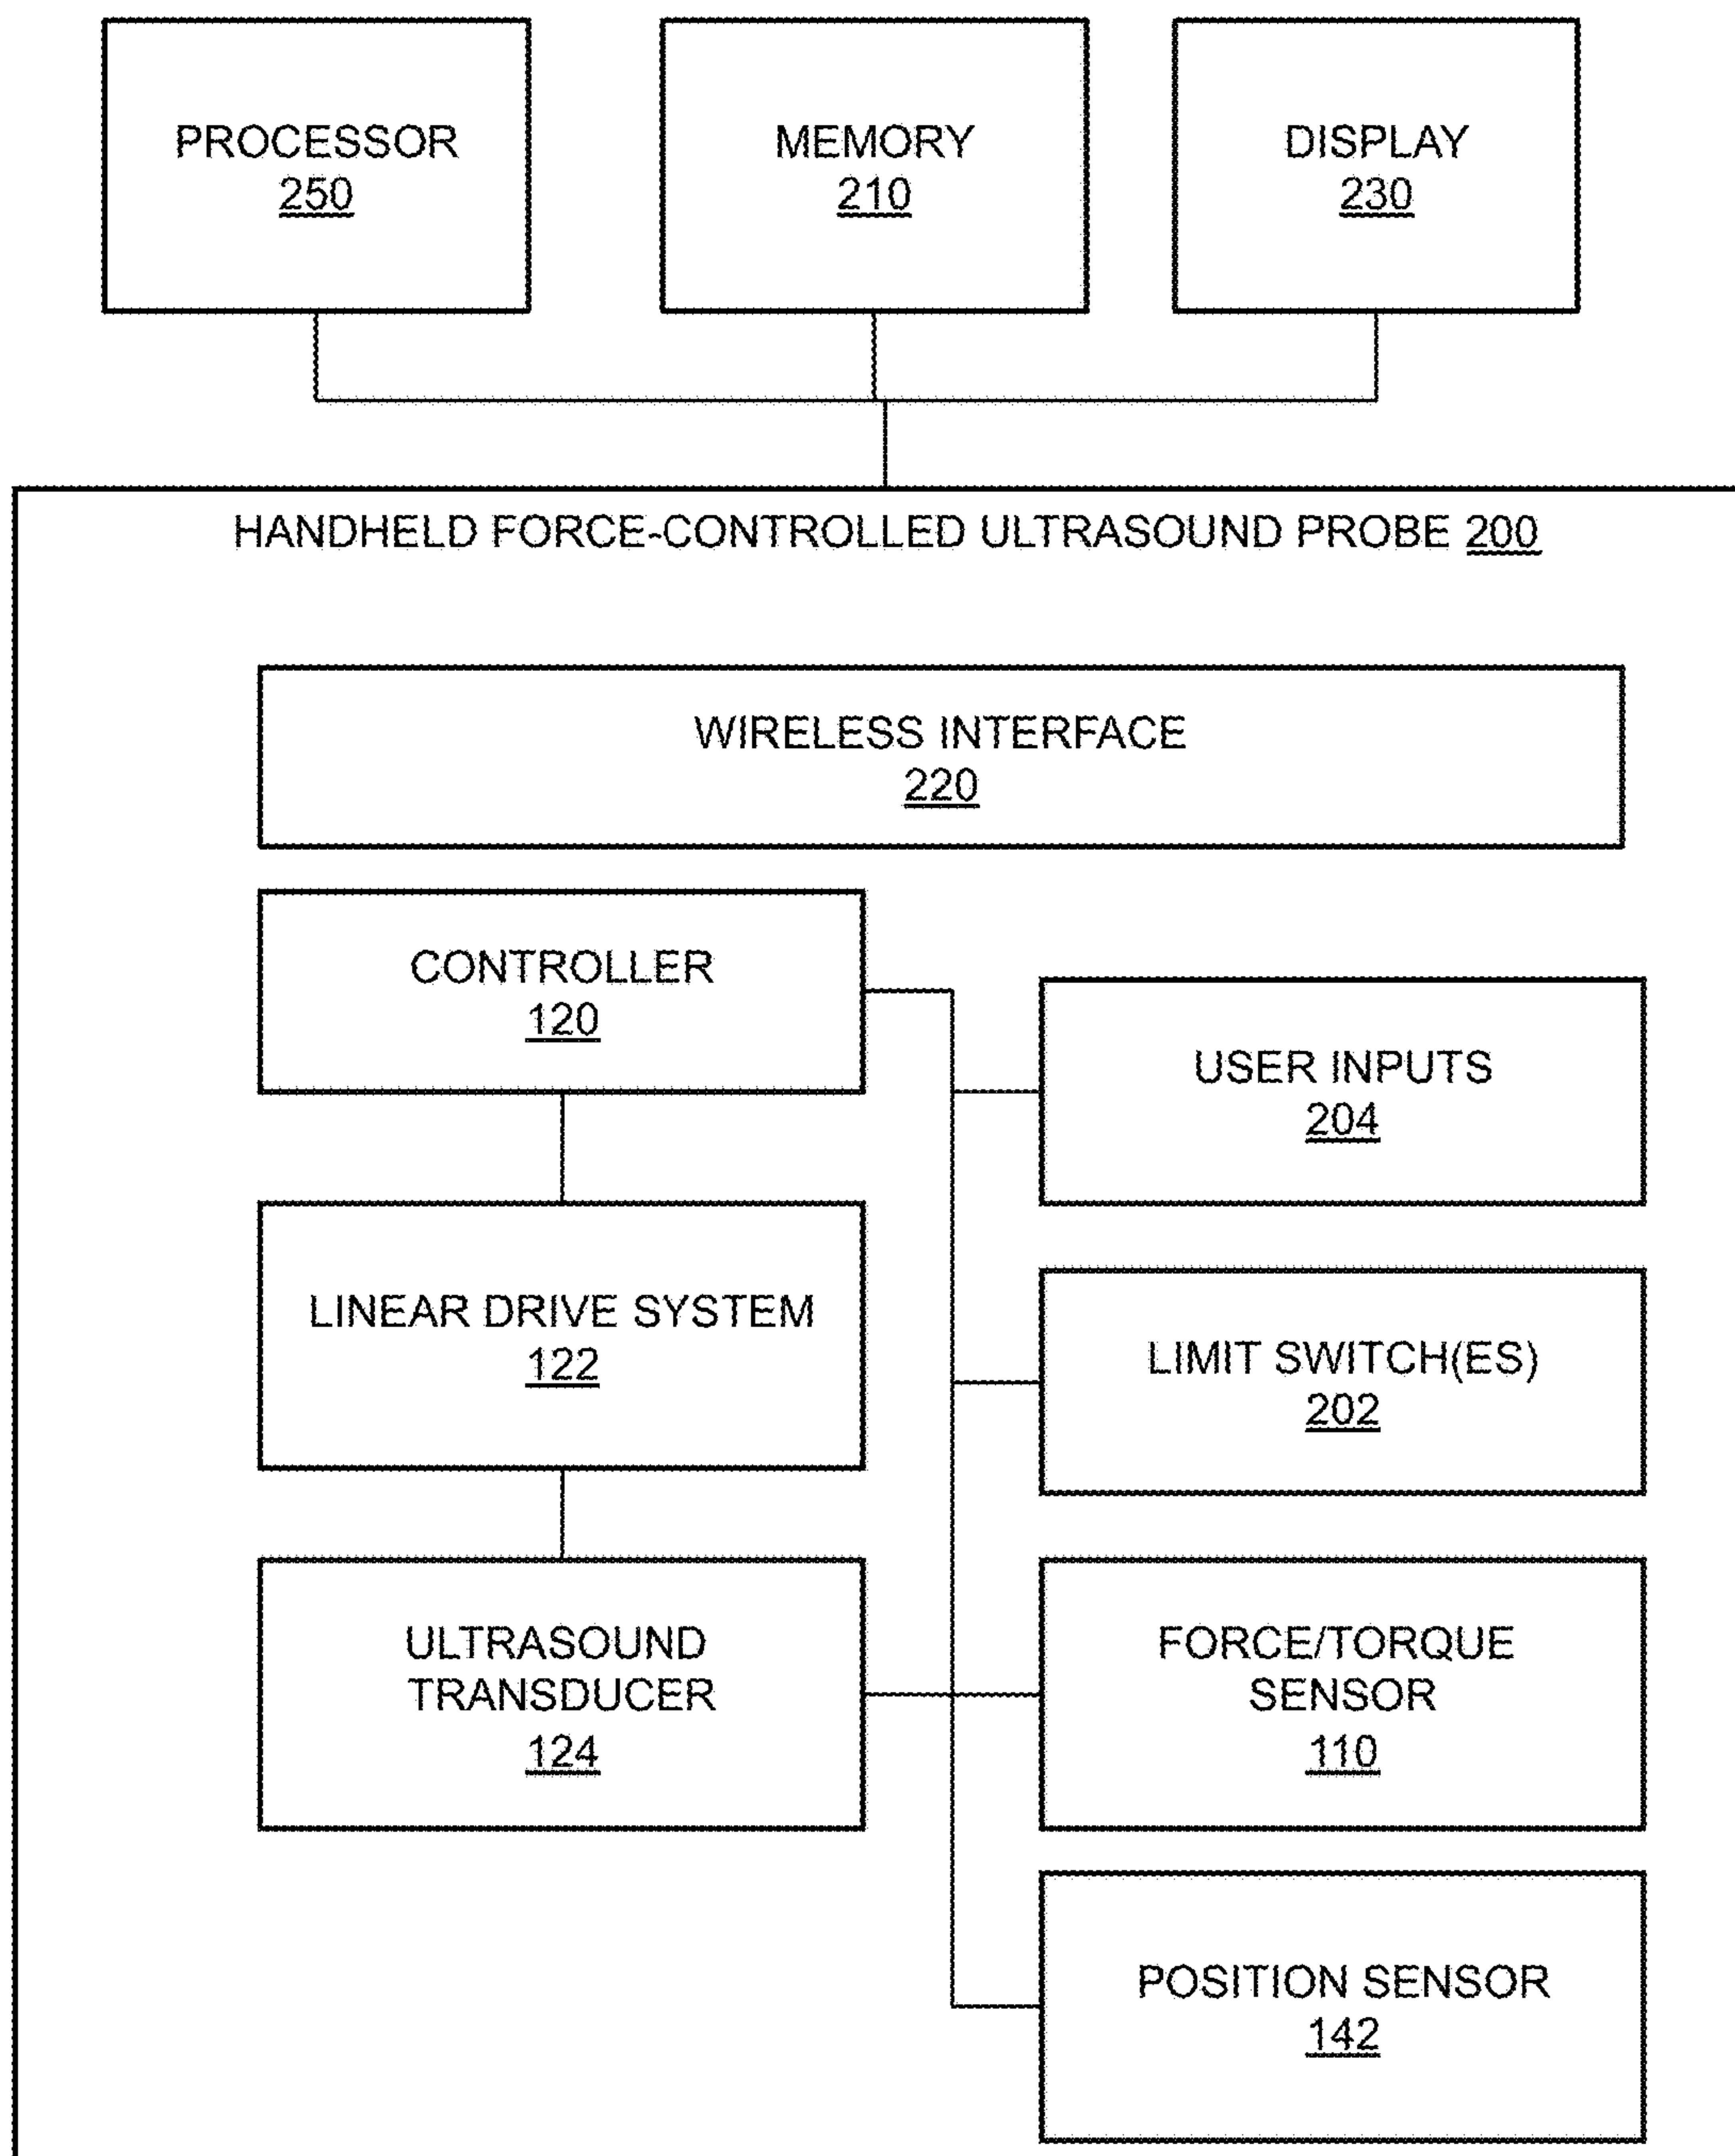 PROCESSOR
250
MEMORY
210
DISPLAY
230
HANDHELD FORCE-CONTROLLED ULTRASOUND PROBE 200
WIRELESS INTERFACE
220
CONTROLLER
120
USER INPUTS
204
LINEAR DRIVE SYSTEM
122
LIMIT SWITCH(ES)
202
ULTRASOUND
TRANSDUCER
124
FORCE/TORQUE
SENSOR
110
POSITION SENSOR
142